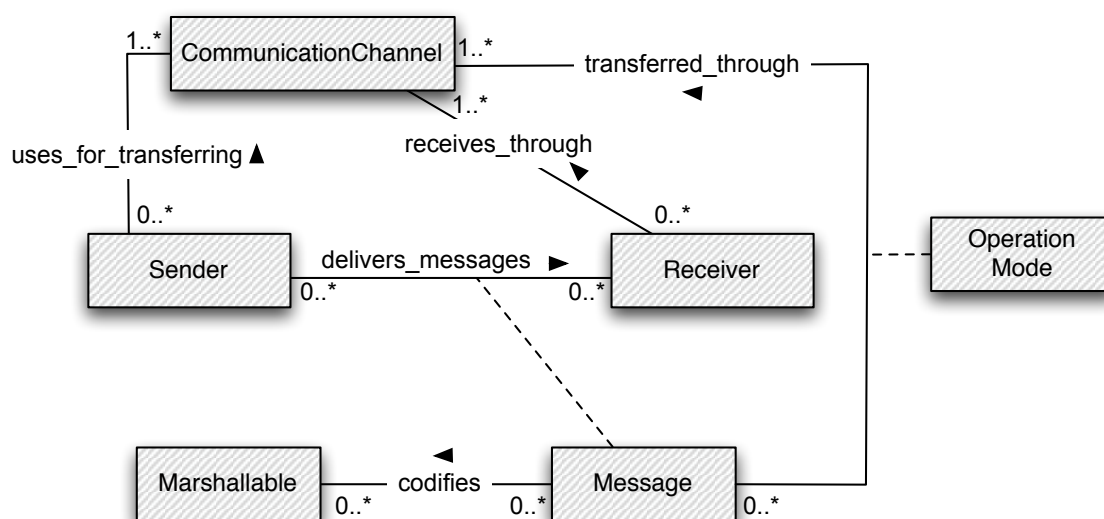 1..*
CommunicationChannel
1..*
transferred_through
1..*
receives_through
uses_for_transferring
0..*
0..*
Sender
delivers_messages
Receiver
Operation
Mode
0..*
0..*
Marshallable
codifies
Message
0..*
0..*
0..*